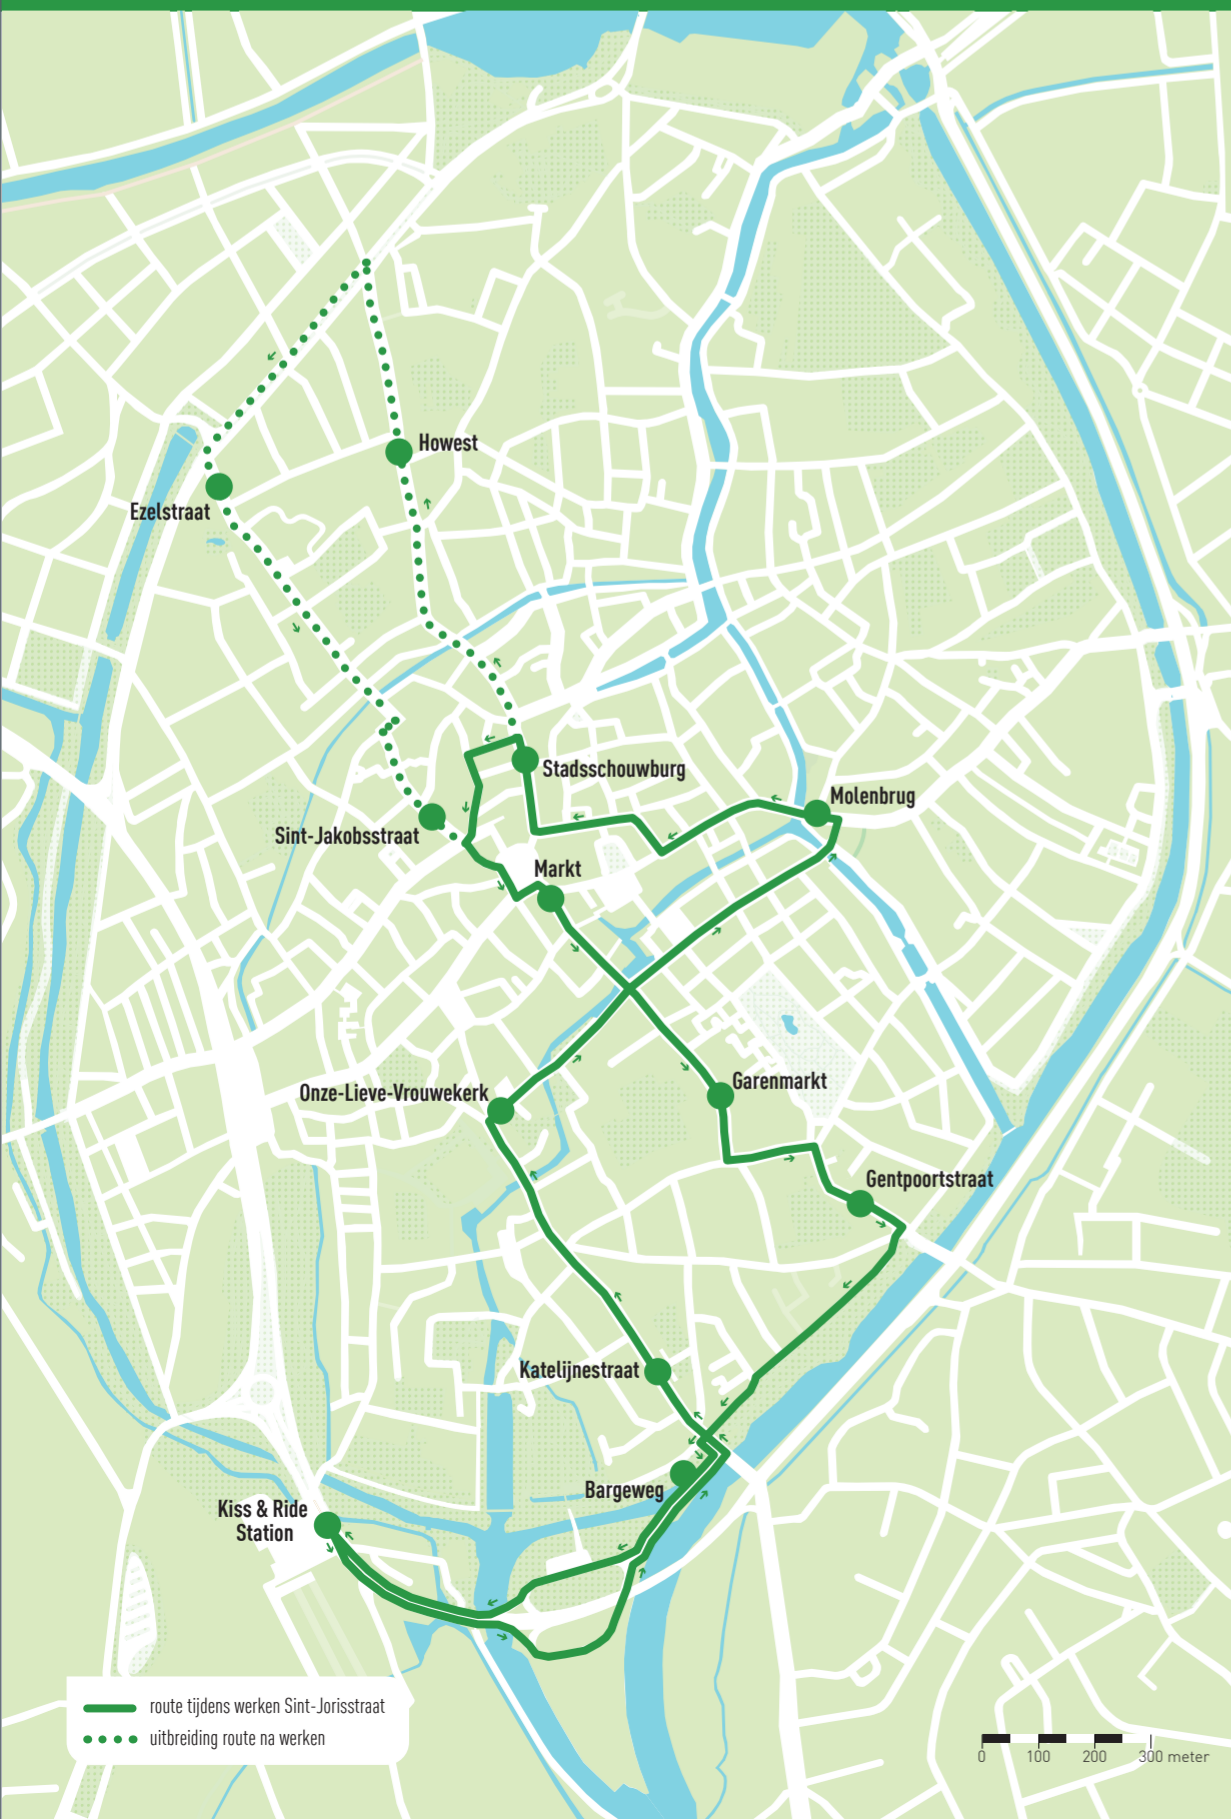 Howest
Ezelstraat
Stadsschouwburg
Molenbrug
Sint-Jakobsstraat
Markt
Garenmarkt
Onze-Lieve-Vrouwekerk
Gentpoortstraat
Katelijnestraat
Bargeweg
Kiss & Ride
Station
route tijdens werken Sint-Jorisstraat
uitbreiding route na werken
0 100 200 300 meter